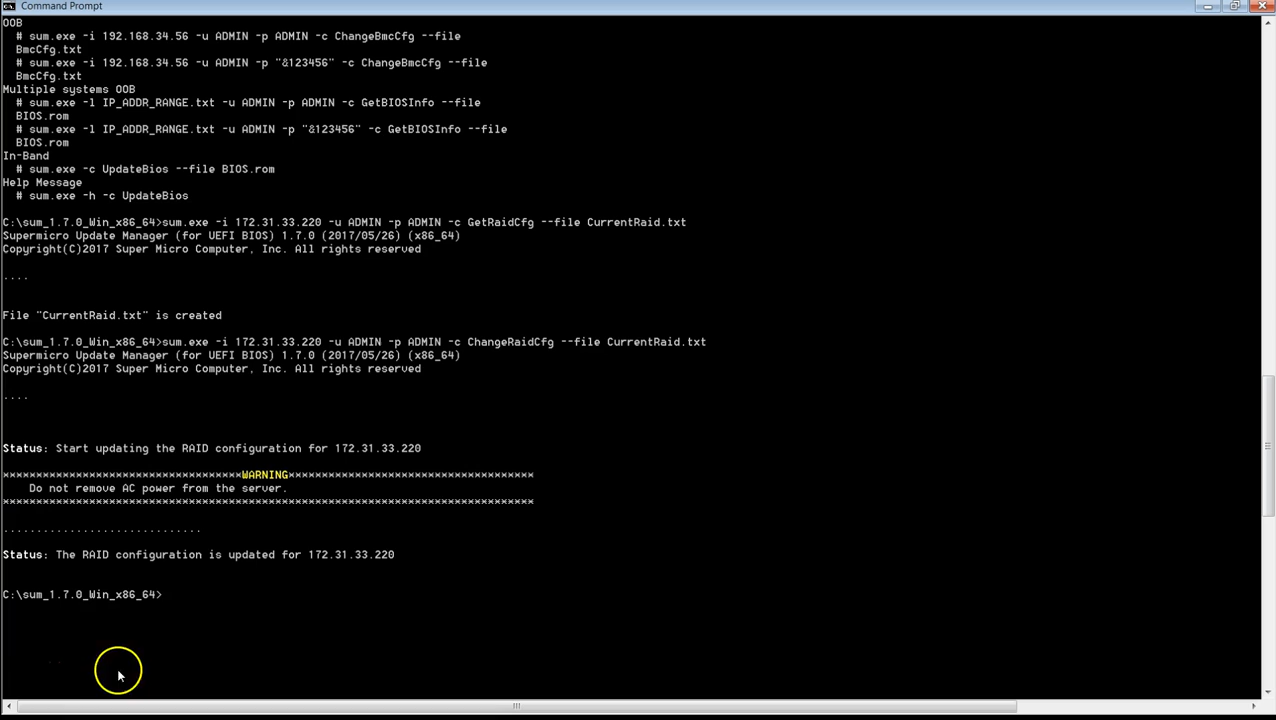 Command Prompt
OOB
# sum.exe -i 192.168.34.56 -u ADMIN -p ADMIN -c ChangeBmcCfg --file
BmcCfg.txt
# sum.exe -i 192.168.34.56 -u ADMIN -p "&123456" -c ChangeBmcCfg --file
BmcCfg.txt
Multiple systems OOB
# sum.exe -l IP_ADDR_RANGE.txt -u ADMIN -p ADMIN -c GetBIOSInfo --file
BIOS.rom
# sum.exe -l IP_ADDR_RANGE.txt -u ADMIN -p "&123456" -c GetBIOSInfo --file
BIOS.rom
In-Band
# sum.exe -c UpdateBios --file BIOS.rom
Help Message
# sum.exe -h -c UpdateBios
C:\sum_1.7.0_Win_x86_64>sum.exe -i 172.31.33.220 -u ADMIN -p ADMIN -c GetRaidCfg --file CurrentRaid.txt
Supermicro Update Manager (for UEFI BIOS) 1.7.0 (2017/05/26) (x86_64)
Copyright(C)2017 Super Micro Computer, Inc. All rights reserved
....
File "CurrentRaid.txt" is created
C:\sum_1.7.0_Win_x86_64>sum.exe -i 172.31.33.220 -u ADMIN -p ADMIN -c ChangeRaidCfg --file CurrentRaid.txt
Supermicro Update Manager (for UEFI BIOS) 1.7.0 (2017/05/26) (x86_64)
Copyright(C)2017 Super Micro Computer, Inc. All rights reserved
....
Status: Start updating the RAID configuration for 172.31.33.220
************************************WARNING*************************************
Do not remove AC power from the server.
********************************************************************************
..............................
Status: The RAID configuration is updated for 172.31.33.220
C:\sum_1.7.0_Win_x86_64>